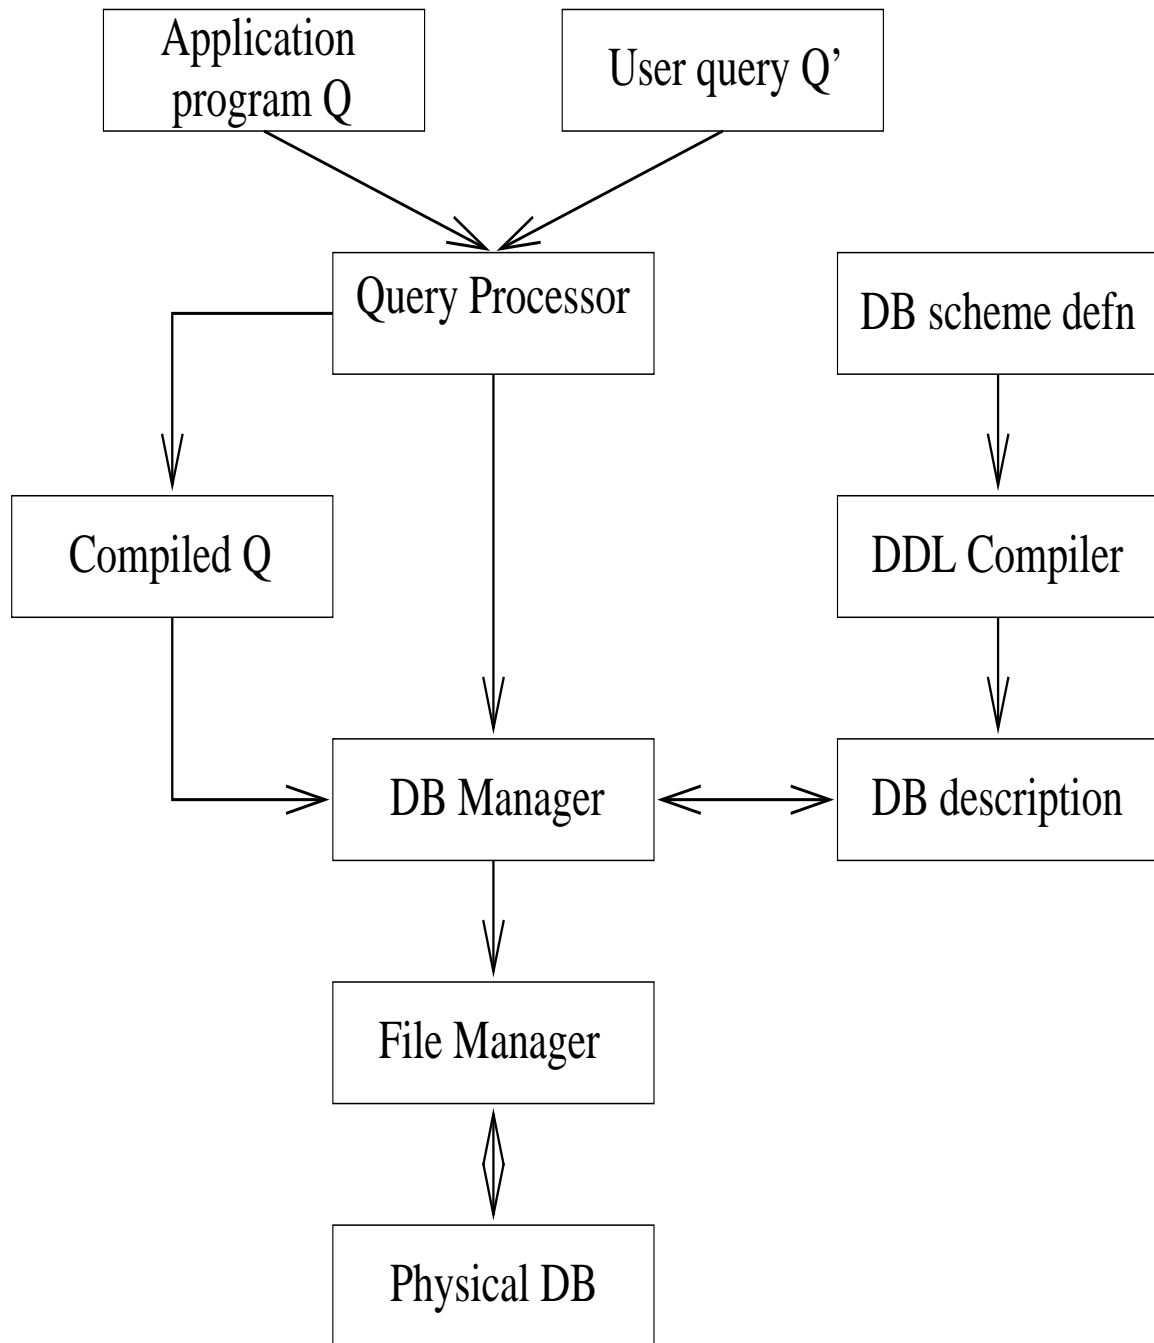 Application
program Q
User query Q’
Query Processor
DB scheme defn
Compiled Q
DDL Compiler
DB Manager
DB description
File Manager
Physical DB